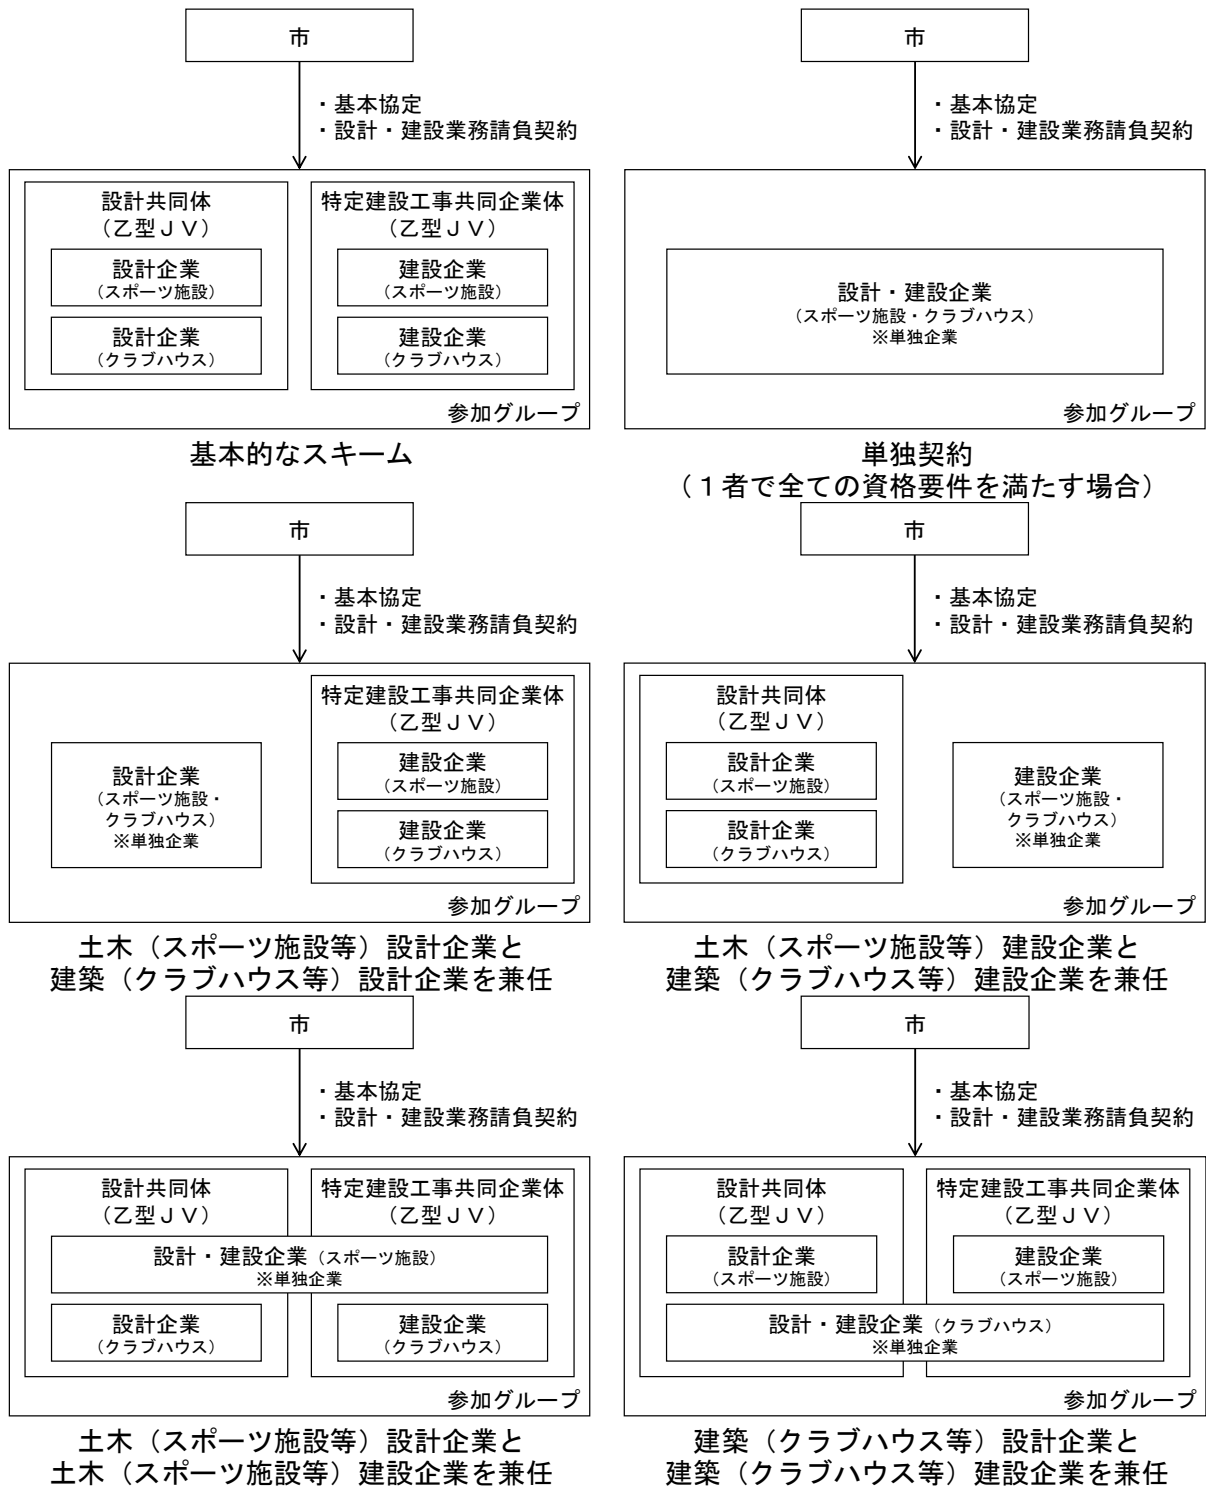 市
・基本協定
・設計・建設業務請負契約
設計共同体
（乙型ＪＶ）
設計企業
（スポーツ施設）
設計企業
（クラブハウス）
特定建設工事共同企業体
（乙型ＪＶ）
建設企業
（スポーツ施設）
建設企業
（クラブハウス）
参加グループ
基本的なスキーム
市
・基本協定
・設計・建設業務請負契約
設計・建設企業
（スポーツ施設・クラブハウス）
※単独企業
参加グループ
単独契約
（１者で全ての資格要件を満たす場合）
市
・基本協定
・設計・建設業務請負契約
設計企業
（スポーツ施設・
クラブハウス）
※単独企業
特定建設工事共同企業体
（乙型ＪＶ）
建設企業
（スポーツ施設）
建設企業
（クラブハウス）
参加グループ
土木（スポーツ施設等）設計企業と
建築（クラブハウス等）設計企業を兼任
市
・基本協定
・設計・建設業務請負契約
設計共同体
（乙型ＪＶ）
設計企業
（スポーツ施設）
設計企業
（クラブハウス）
建設企業
（スポーツ施設・
クラブハウス）
※単独企業
参加グループ
土木（スポーツ施設等）建設企業と
建築（クラブハウス等）建設企業を兼任
市
・基本協定
・設計・建設業務請負契約
設計共同体
（乙型ＪＶ）
特定建設工事共同企業体
（乙型ＪＶ）
設計・建設企業（スポーツ施設）
※単独企業
設計企業
（クラブハウス）
建設企業
（クラブハウス）
参加グループ
土木（スポーツ施設等）設計企業と
土木（スポーツ施設等）建設企業を兼任
市
・基本協定
・設計・建設業務請負契約
設計共同体
（乙型ＪＶ）
設計企業
（スポーツ施設）
特定建設工事共同企業体
（乙型ＪＶ）
建設企業
（スポーツ施設）
設計・建設企業（クラブハウス）
※単独企業
参加グループ
建築（クラブハウス等）設計企業と
建築（クラブハウス等）建設企業を兼任